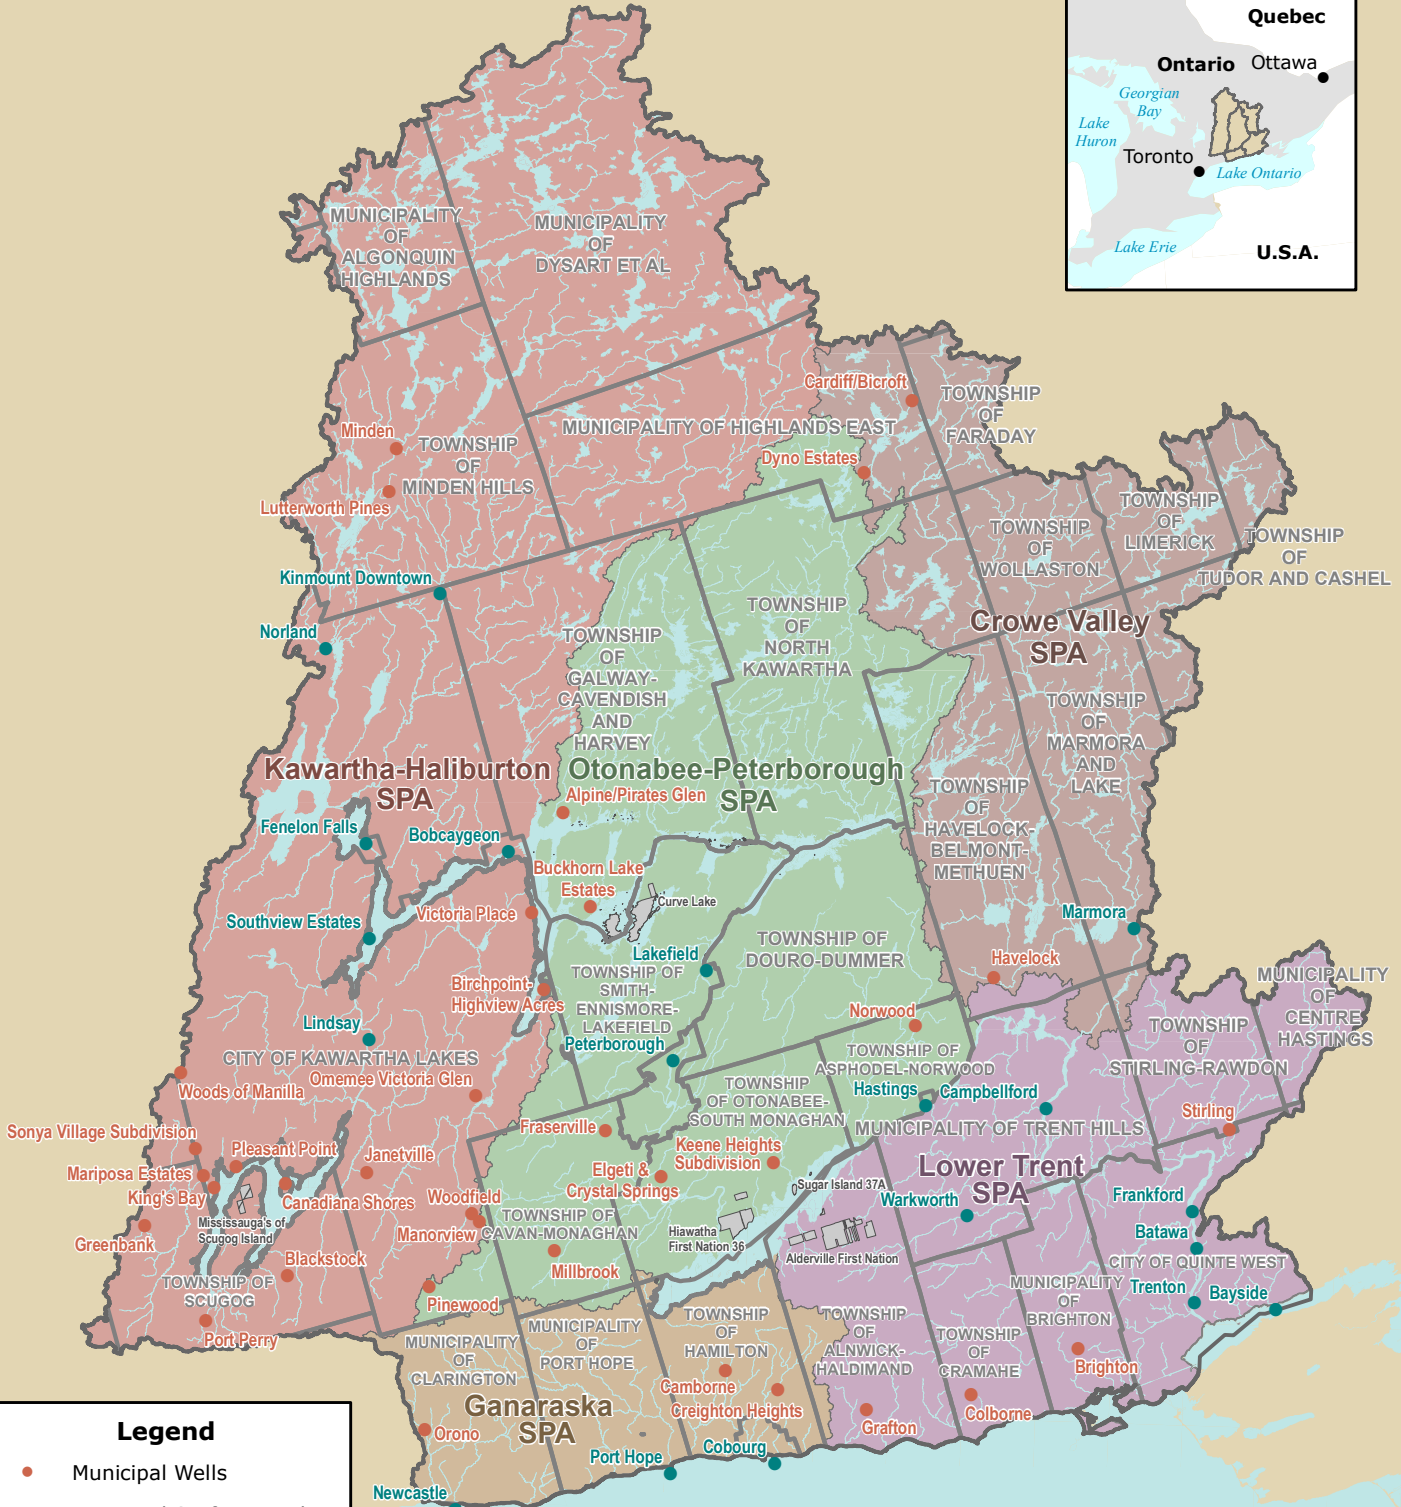 Quebec
Ontario
Ottawa
Georgian
Bay
Lake
Huron
Toronto
Lake Ontario
Lake Erie
U.S.A.
MUNICIPALITY
OF
ALGONQUIN
HIGHLANDS
MUNICIPALITY
OF
DYSART ET AL
Cardiff/Bicroft
TOWNSHIP
OF
FARADAY
MUNICIPALITY OF HIGHLANDS EAST
Minden
TOWNSHIP
OF
MINDEN HILLS
Dyno Estates
Lutterworth Pines
TOWNSHIP
OF
WOLLASTON
TOWNSHIP
OF
LIMERICK
TOWNSHIP
OF
TUDOR AND CASHEL
Kinmount Downtown
Norland
TOWNSHIP
OF
GALWAY-
CAVENDISH
AND
HARVEY
TOWNSHIP
OF
NORTH
KAWARTHA
Crowe Valley
SPA
TOWNSHIP
OF
MARMORA
AND
LAKE
Kawartha-Haliburton
SPA
Otonabee-Peterborough
SPA
Alpine/Pirates Glen
TOWNSHIP
OF
HAVELOCK-
BELMONT-
METHUEN
Fenelon Falls
Bobcaygeon
Buckhorn Lake
Estates
Curve Lake
Victoria Place
Southview Estates
Marmora
Lakefield
TOWNSHIP OF
DOURO-DUMMER
Havelock
TOWNSHIP OF
SMITH-
ENNISMORE-
LAKEFIELD
Birchpoint-
Highview Acres
MUNICIPALITY
OF
CENTRE
HASTINGS
Norwood
Lindsay
Peterborough
TOWNSHIP
OF
STIRLING-RAWDON
CITY OF KAWARTHA LAKES
TOWNSHIP OF
ASPHODEL-NORWOOD
Omemee Victoria Glen
Woods of Manilla
TOWNSHIP
OF OTONABEE-
SOUTH MONAGHAN
Hastings
Campbellford
Stirling
Sonya Village Subdivision
Fraserville
MUNICIPALITY OF TRENT HILLS
Pleasant Point
Janetville
Keene Heights
Subdivision
Mariposa Estates
Elgeti &
Crystal Springs
Lower Trent
SPA
Sugar Island 37A
King's Bay
Canadiana Shores
Woodfield
Warkworth
Frankford
Mississauga's of
Scugog Island
Manorview
TOWNSHIP OF
CAVAN-MONAGHAN
Hiawatha
First Nation 36
Batawa
Greenbank
Alderville First Nation
Blackstock
Millbrook
CITY OF QUINTE WEST
TOWNSHIP OF
SCUGOG
MUNICIPALITY
OF
BRIGHTON
Trenton
Bayside
Pinewood
Port Perry
MUNICIPALITY
OF
CLARINGTON
MUNICIPALITY
OF
PORT HOPE
TOWNSHIP
OF
HAMILTON
TOWNSHIP
OF
ALNWICK-
HALDIMAND
TOWNSHIP
OF
CRAMAHE
Brighton
Camborne
Creighton Heights
Ganaraska
SPA
Colborne
Grafton
Orono
Cobourg
Port Hope
Newcastle
Legend
Municipal Wells